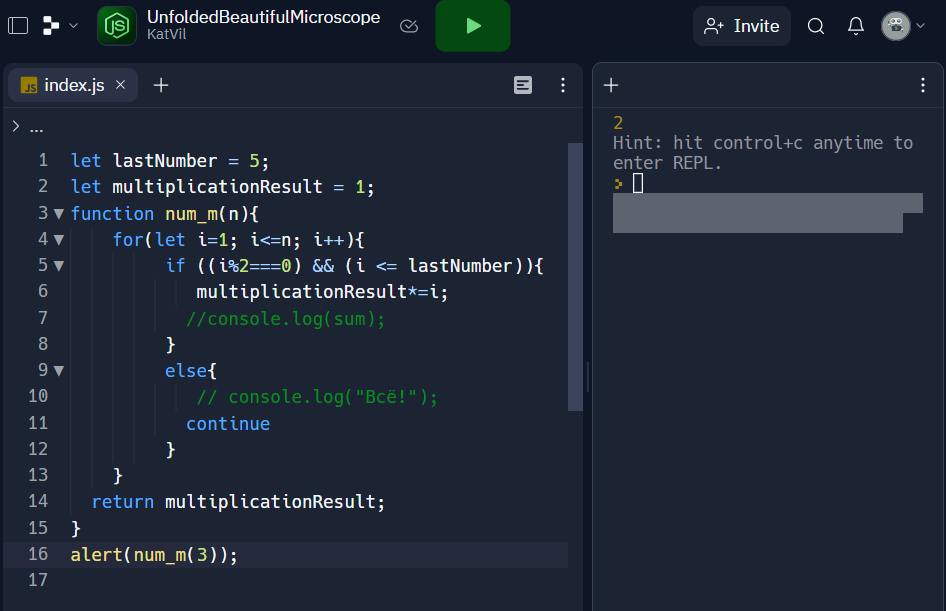 UnfoldedBeautifulMicroscope
KatVil
Invite
JS index.js
...
1 let lastNumber = 5;
2 let multiplicationResult = 1;
3 function num_m(n){
4 for(let i=1; i<=n; i++){
5 if ((i%2===0) && (i <= lastNumber)){
6 multiplicationResult*=i;
7 //console.log(sum);
8 }
9 else{
10 // console.log("Всё!");
11 continue
12 }
13 }
14 return multiplicationResult;
15 }
16 alert(num_m(3));
17
2
Hint: hit control+c anytime to
enter REPL.
>